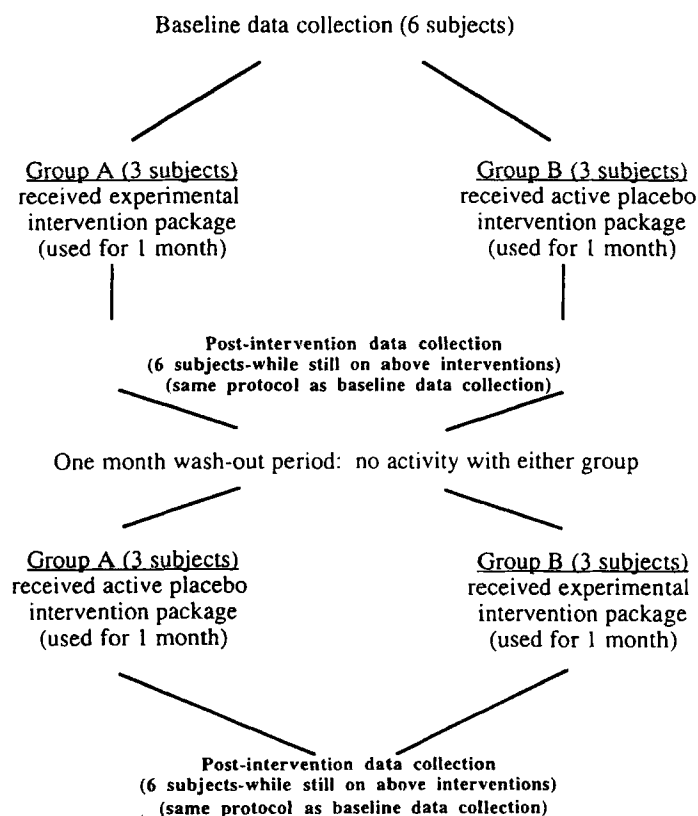 Baseline data collection (6 subjects)
Group A (3 subjects)
received experimental
intervention package
(used for 1 month)
Group B (3 subjects)
received active placebo
intervention package
(used for 1 month)
Post-intervention data collection
(6 subjects-while still on above interventions)
(same protocol as baseline data collection)
One month wash-out period: no activity with either group
Group A (3 subjects)
received active placebo
intervention package
(used for 1 month)
Group B (3 subjects)
received experimental
intervention package
(used for 1 month)
Post-intervention data collection
(6 subjects-while still on above interventions)
(same protocol as baseline data collection)